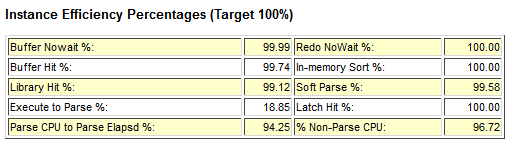 Instance Efficiency Percentages (Target 100%)
Buffer Nowait %: 99.99 Redo NoWait %: 100.00
Buffer Hit %: 99.74 In-memory Sort %: 100.00
Library Hit %: 99.12 Soft Parse %: 99.58
Execute to Parse %: 18.85 Latch Hit %: 100.00
Parse CPU to Parse Elapsd %: 94.25 % Non-Parse CPU: 96.72